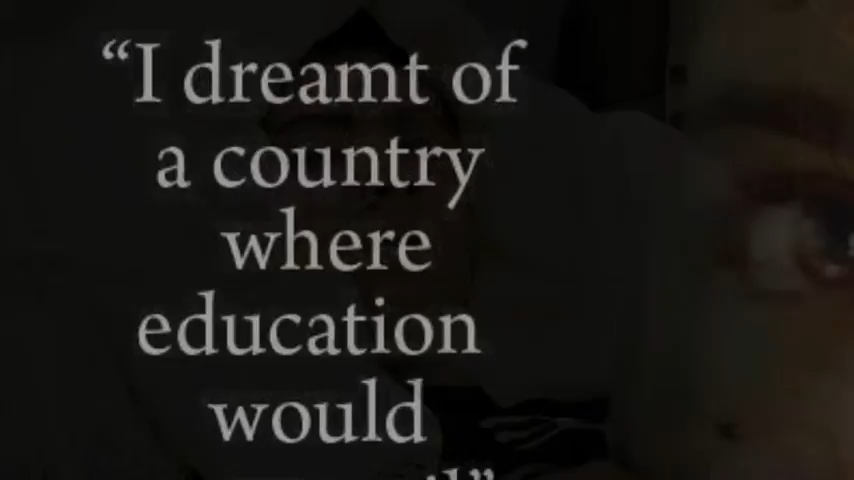 “I dreamt of
a country
where
education
would